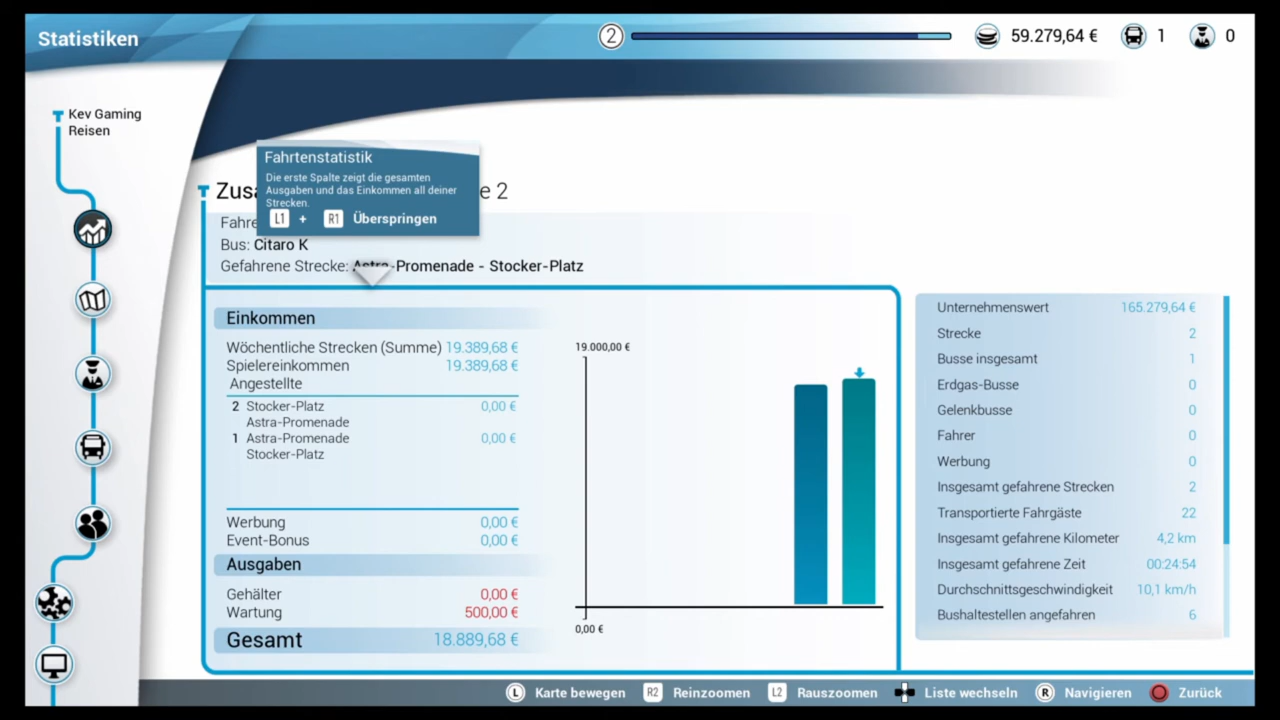 Statistiken
2
59.279,64 €
1
0
Kev Gaming
Reisen
Fahrtenstatistik
Die erste Spalte zeigt die gesamten
Ausgaben und das Einkommen all deiner
Strecken.
L1 + R1 Überspringen
Zusa e 2
Fahre
Bus: Citaro K
Gefahrene Strecke: Astra-Promenade - Stocker-Platz
Einkommen
Wöchentliche Strecken (Summe) 19.389,68 €
Spielereinkommen 19.389,68 €
Angestellte
2 Stocker-Platz 0,00 €
Astra-Promenade
1 Astra-Promenade 0,00 €
Stocker-Platz
Werbung 0,00 €
Event-Bonus 0,00 €
Ausgaben
Gehälter 0,00 €
Wartung 500,00 €
Gesamt 18.889,68 €
19.000,00 €
0,00 €
Unternehmenswert 165.279,64 €
Strecke 2
Busse insgesamt 1
Erdgas-Busse 0
Gelenkbusse 0
Fahrer 0
Werbung 0
Insgesamt gefahrene Strecken 2
Transportierte Fahrgäste 22
Insgesamt gefahrene Kilometer 4,2 km
Insgesamt gefahrene Zeit 00:24:54
Durchschnittsgeschwindigkeit 10,1 km/h
Bushaltestellen angefahren 6
L Karte bewegen R2 Reinzoomen L2 Rauszoomen Liste wechseln R Navigieren Zurück